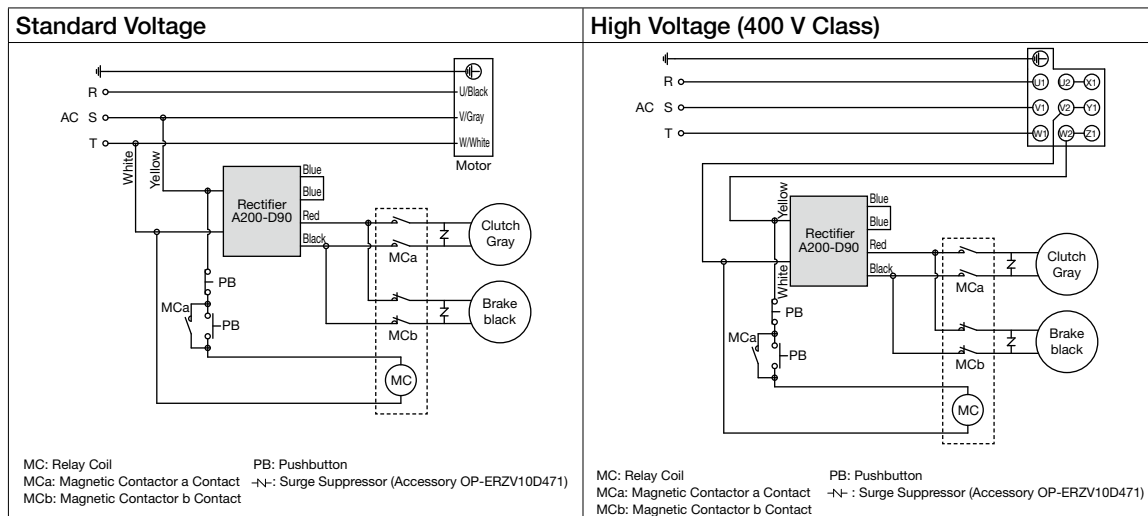 Standard Voltage
R
AC S
T
U/Black
V/Gray
W/White
Motor
White
Yellow
Rectifier
A200-D90
Blue
Blue
Red
Black
MCa
Clutch
Gray
PB
MCa
PB
MCb
Brake
black
MC
MC: Relay Coil
PB: Pushbutton
MCa: Magnetic Contactor a Contact
-N-: Surge Suppressor (Accessory OP-ERZV10D471)
MCb: Magnetic Contactor b Contact
High Voltage (400 V Class)
R
AC S
T
U1 U2 X1
V1 V2 Y1
W1 W2 Z1
Yellow
White
Rectifier
A200-D90
Blue
Blue
Red
Black
MCa
Clutch
Gray
PB
MCa
PB
MCb
Brake
black
MC
MC: Relay Coil
PB: Pushbutton
MCa: Magnetic Contactor a Contact
-N- : Surge Suppressor (Accessory OP-ERZV10D471)
MCb: Magnetic Contactor b Contact